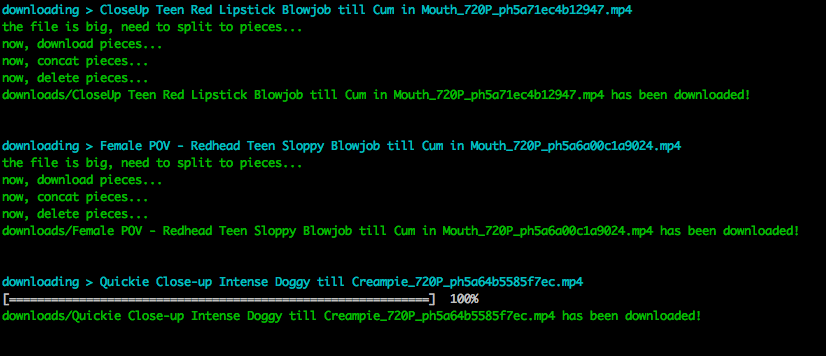 downloading > CloseUp Teen Red Lipstick Blowjob till Cum in Mouth_720P_ph5a71ec4b12947.mp4
the file is big, need to split to pieces...
now, download pieces...
now, concat pieces...
now, delete pieces...
downloads/CloseUp Teen Red Lipstick Blowjob till Cum in Mouth_720P_ph5a71ec4b12947.mp4 has been downloaded!
downloading > Female POV - Redhead Teen Sloppy Blowjob till Cum in Mouth_720P_ph5a6a00c1a9024.mp4
the file is big, need to split to pieces...
now, download pieces...
now, concat pieces...
now, delete pieces...
downloads/Female POV - Redhead Teen Sloppy Blowjob till Cum in Mouth_720P_ph5a6a00c1a9024.mp4 has been downloaded!
downloading > Quickie Close-up Intense Doggy till Creampie_720P_ph5a64b5585f7ec.mp4
[============================================================] 100%
downloads/Quickie Close-up Intense Doggy till Creampie_720P_ph5a64b5585f7ec.mp4 has been downloaded!